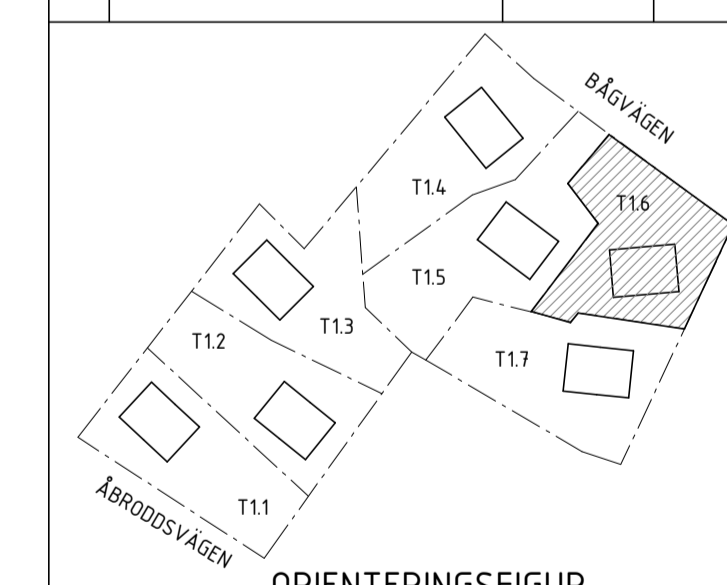 BÅGVÄGEN
T1.4
T1.6
T1.5
T1.3
T1.2
T1.7
T1.1
ÅBRODDSVÄGEN
ORIENTERINGSFIGUR